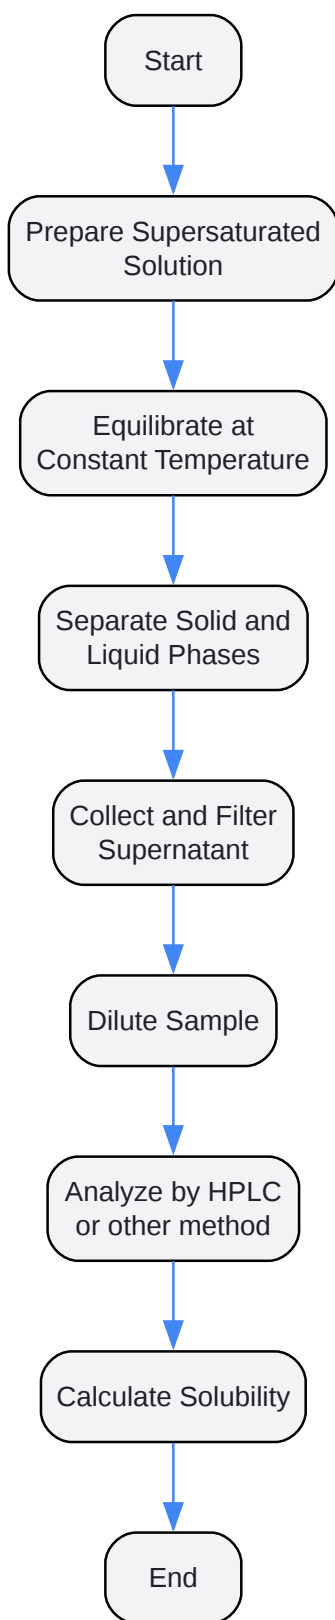 Start
Prepare Supersaturated
Solution
Equilibrate at
Constant Temperature
Separate Solid and
Liquid Phases
Collect and Filter
Supernatant
Dilute Sample
Analyze by HPLC
or other method
Calculate Solubility
End